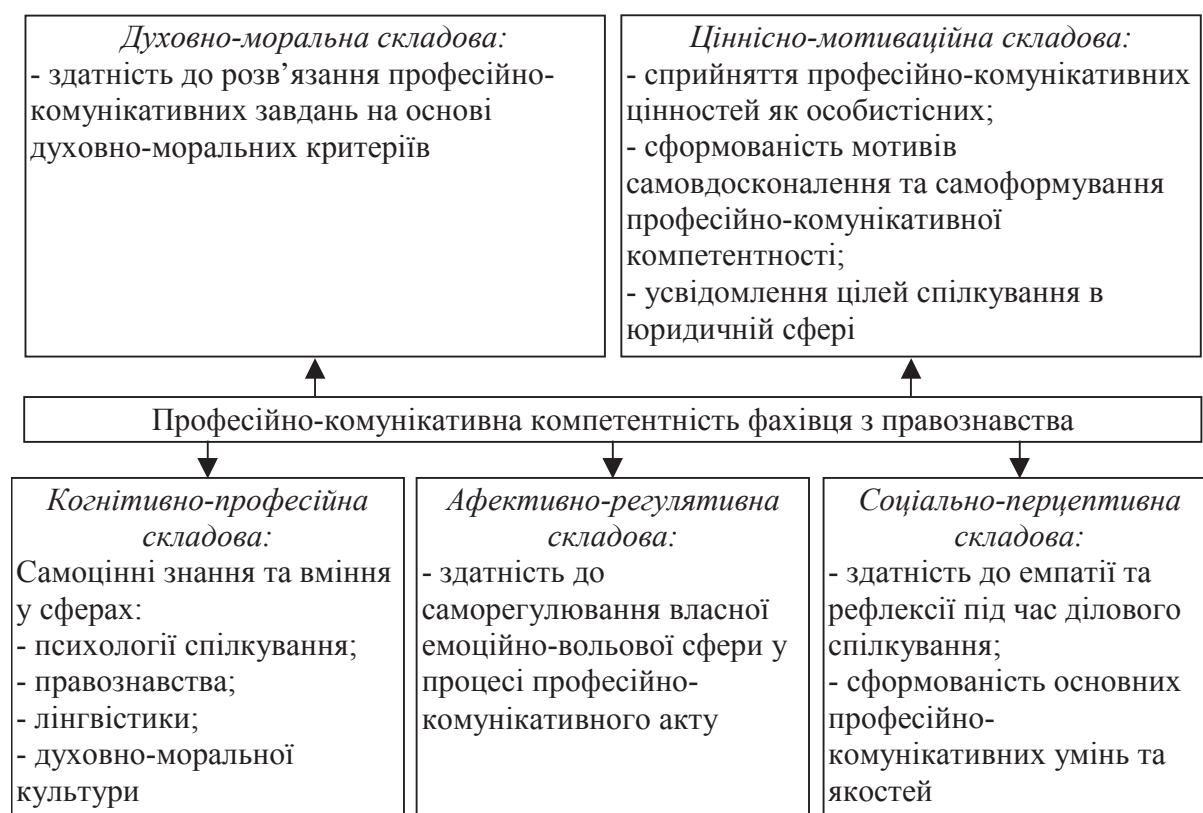 Духовно-моральна складова:
- здатність до розв’язання професійно-
комунікативних завдань на основі
духовно-моральних критеріїв
Ціннісно-мотиваційна складова:
- сприйняття професійно-комунікативних
цінностей як особистісних;
- сформованість мотивів
самовдосконалення та самоформування
професійно-комунікативної
компетентності;
- усвідомлення цілей спілкування в
юридичній сфері
Професійно-комунікативна компетентність фахівця з правознавства
Когнітивно-професійна
складова:
Самоцінні знання та вміння
у сферах:
- психології спілкування;
- правознавства;
- лінгвістики;
- духовно-моральної
культури
Афективно-регулятивна
складова:
- здатність до
саморегулювання власної
емоційно-вольової сфери у
процесі професійно-
комунікативного акту
Соціально-перцептивна
складова:
- здатність до емпатії та
рефлексії під час ділового
спілкування;
- сформованість основних
професійно-
комунікативних умінь та
якостей